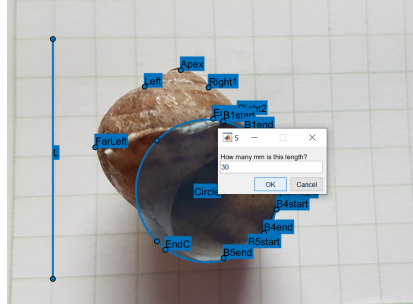 Apex
Left
Right1
Right2
B1start
B1end
FarLeft
L
S
How many mm is this length?
30
OK
Cancel
Circle
B4start
B4end
B5start
EndC
B5end